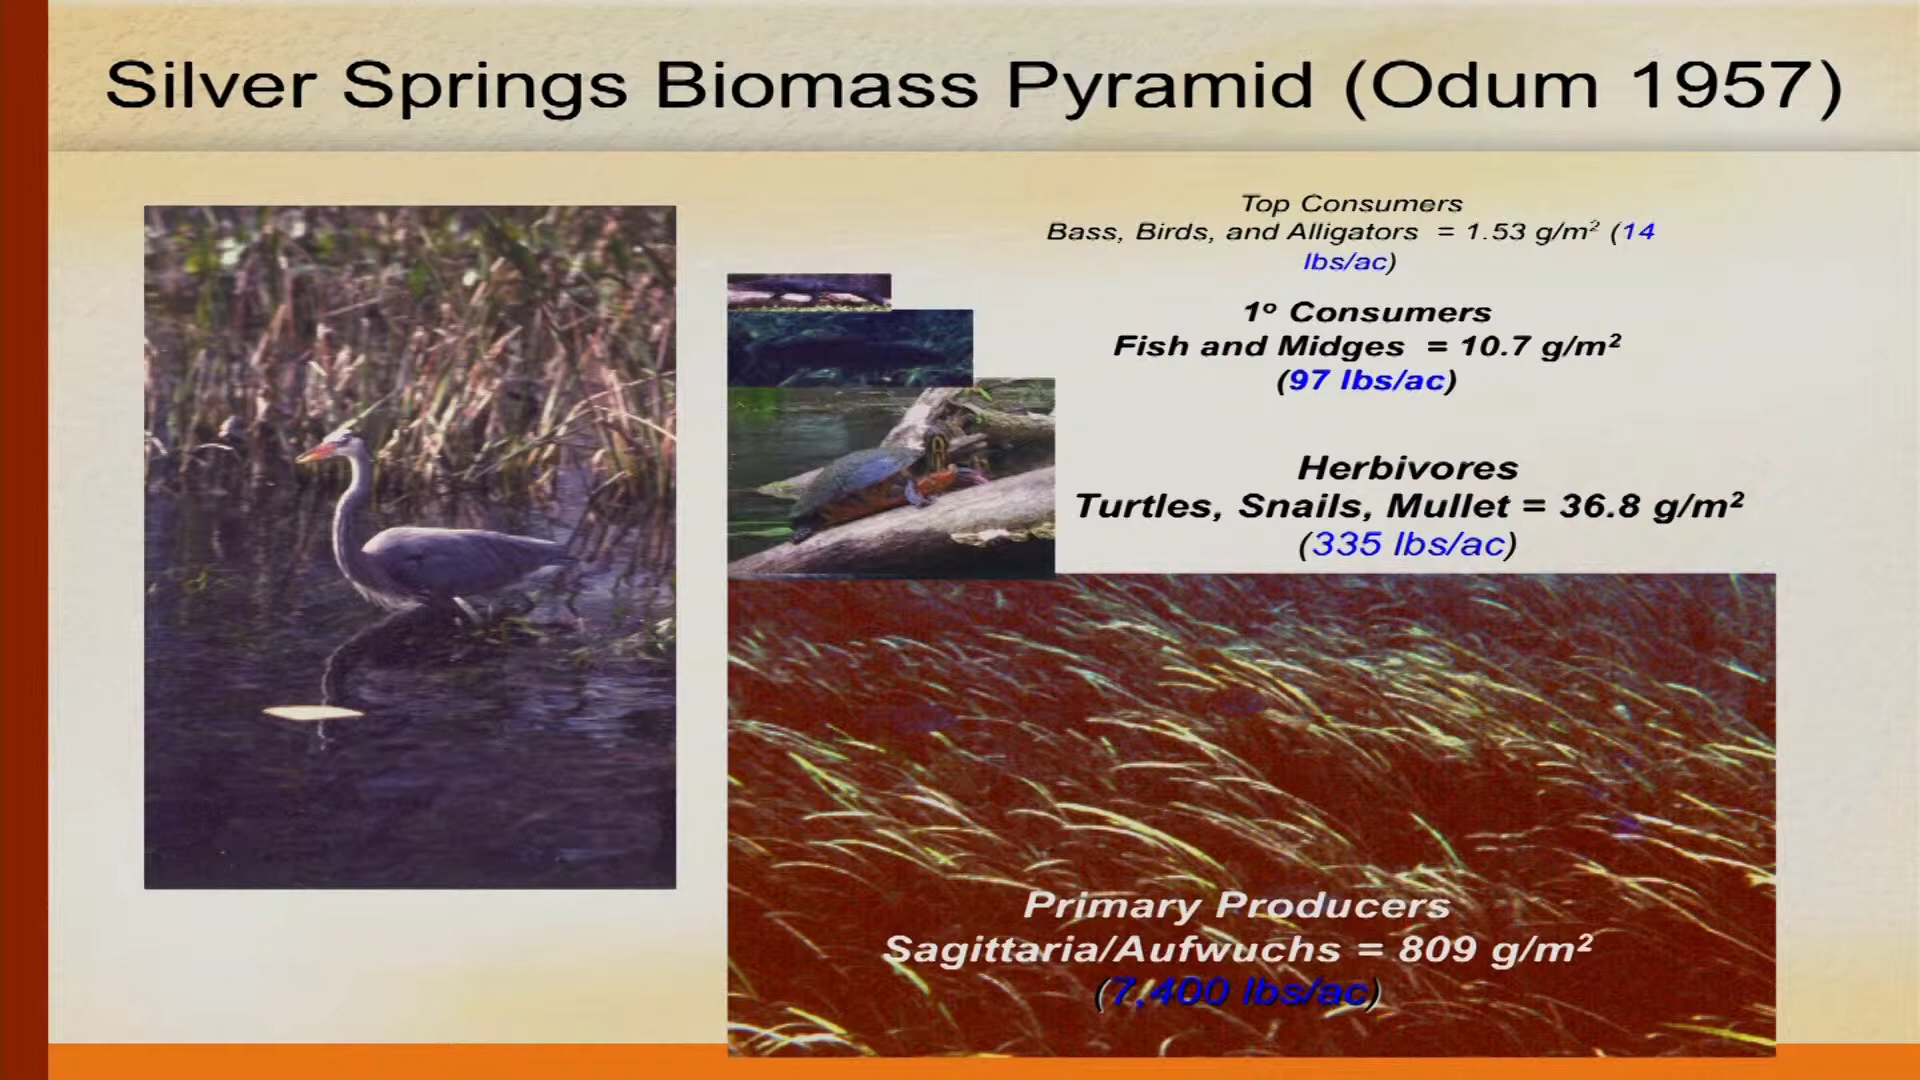 Silver Springs Biomass Pyramid (Odum 1957)
Top Consumers
Bass, Birds, and Alligators = 1.53 g/m² (14
lbs/ac)
1º Consumers
Fish and Midges = 10.7 g/m²
(97 lbs/ac)
Herbivores
Turtles, Snails, Mullet = 36.8 g/m²
(335 lbs/ac)
Primary Producers
Sagittaria/Aufwuchs = 809 g/m²
(7,400 lbs/ac)